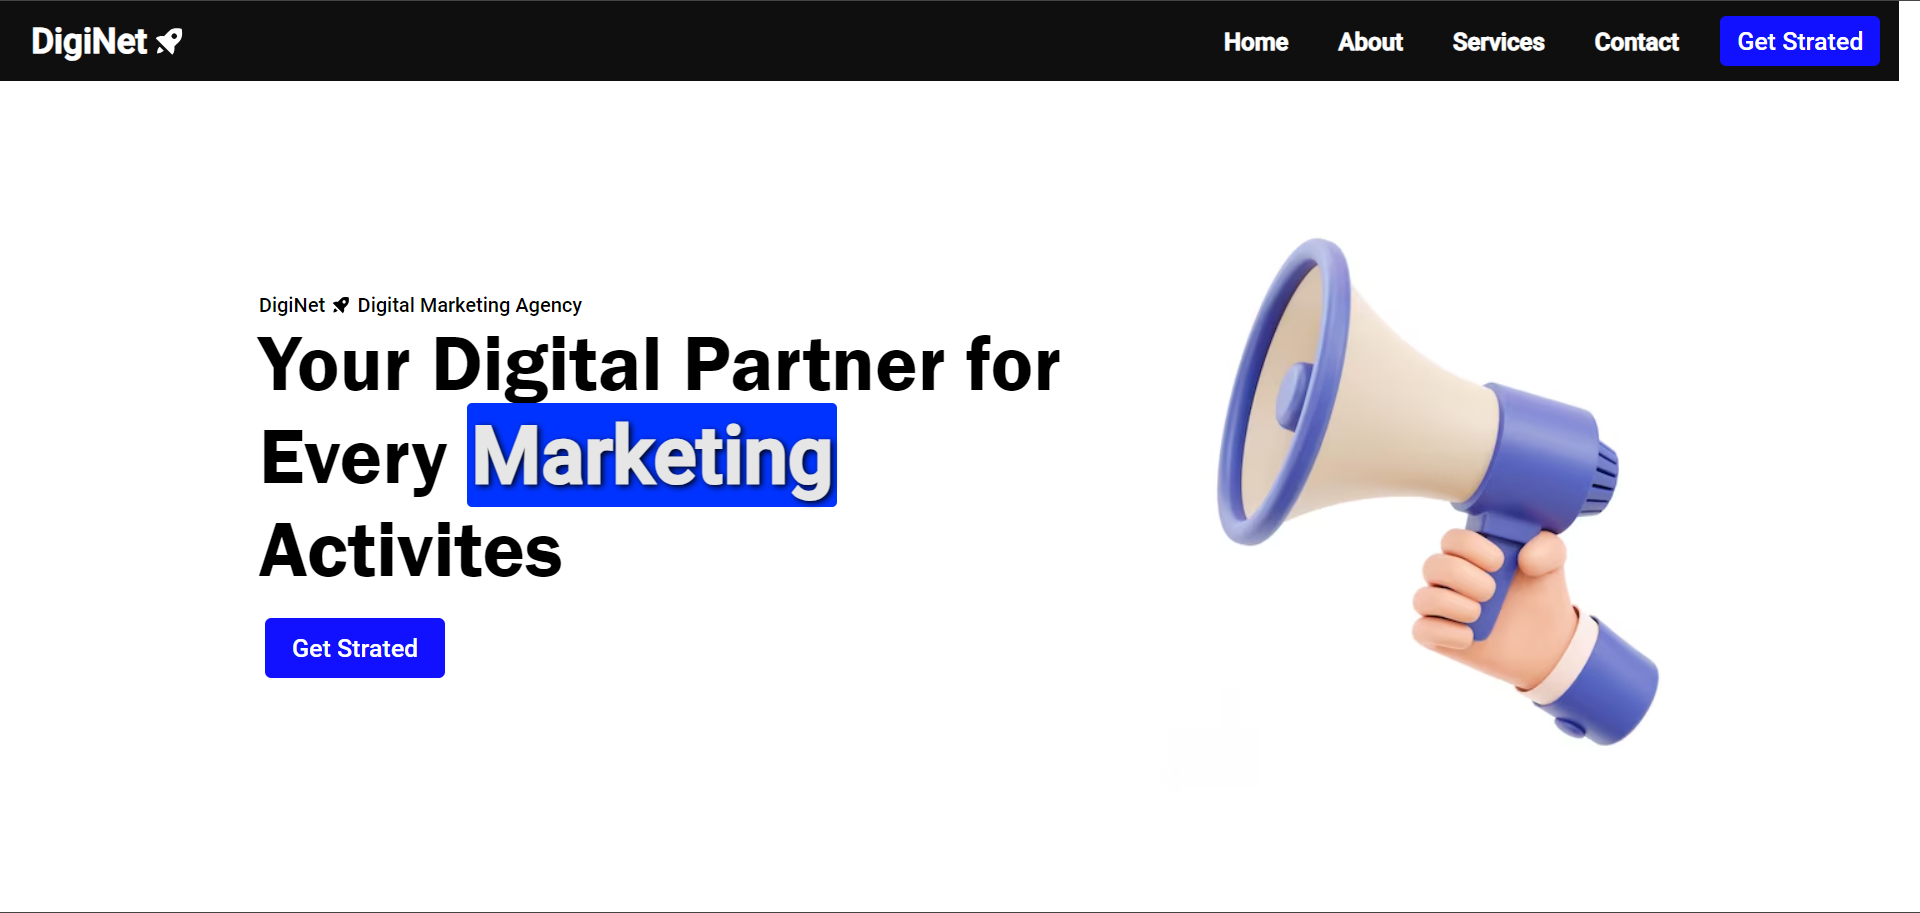 DigiNet
Home About Services Contact Get Strated
DigiNet Digital Marketing Agency
Your Digital Partner for
Every Marketing
Activites
Get Strated